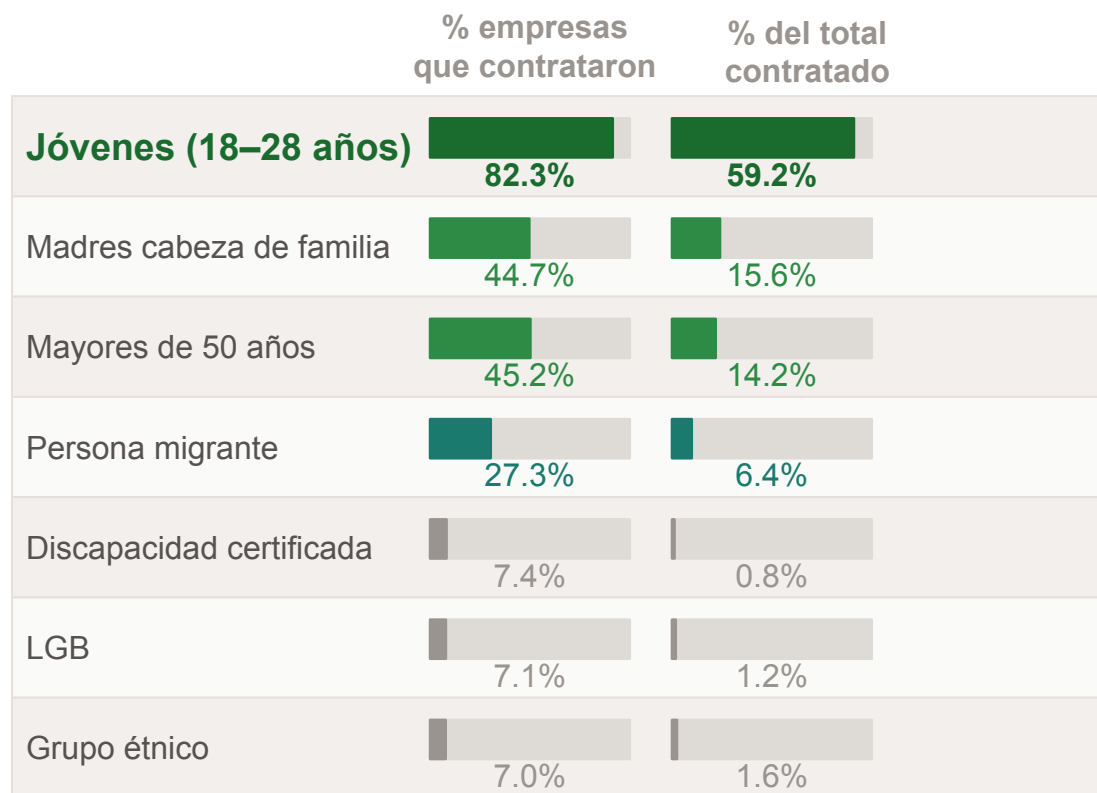 % empresas
que contrataron
% del total
contratado
Jóvenes (18–28 años)
82.3%
59.2%
Madres cabeza de familia
44.7%
15.6%
Mayores de 50 años
45.2%
14.2%
Persona migrante
27.3%
6.4%
Discapacidad certificada
7.4%
0.8%
LGB
7.1%
1.2%
Grupo étnico
7.0%
1.6%